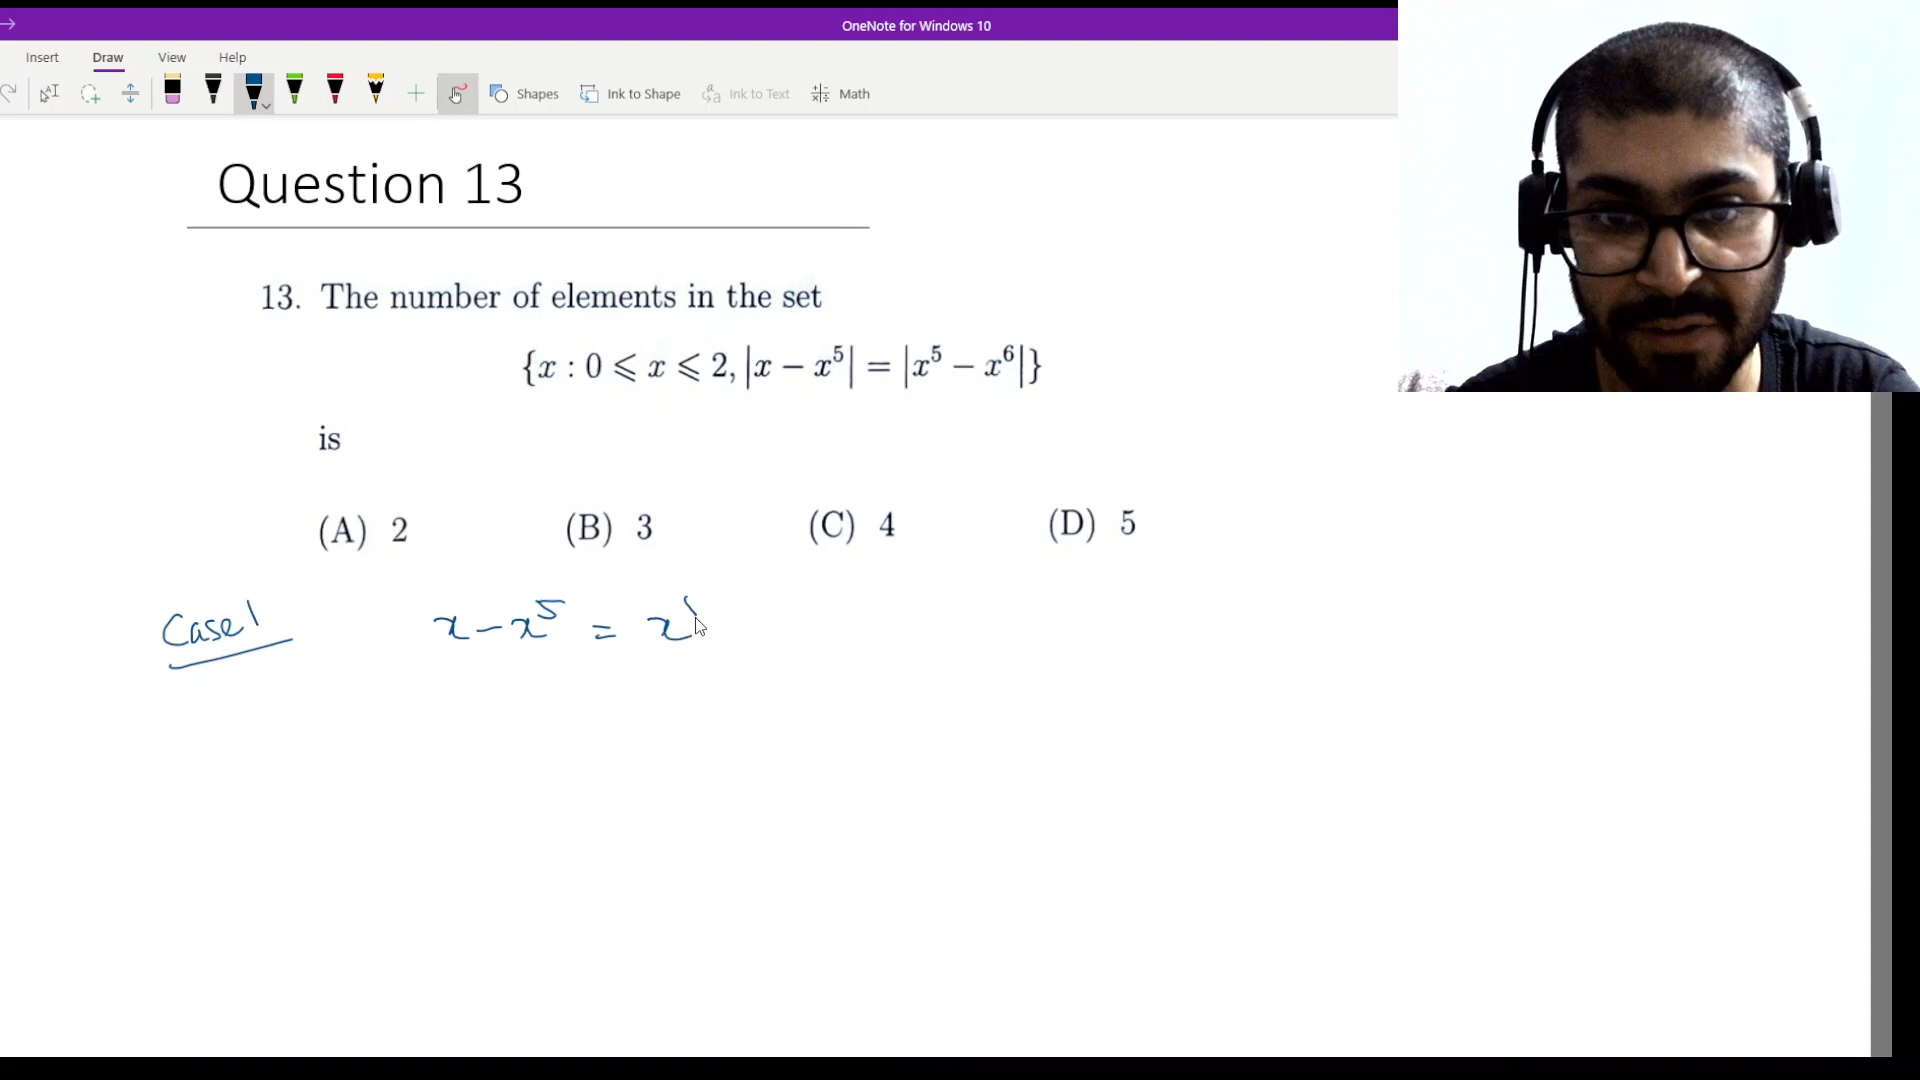 OneNote for Windows 10
Insert Draw View Help
Shapes Ink to Shape Ink to Text Math
Question 13
13. The number of elements in the set
{x : 0 ⩽ x ⩽ 2, |x − x⁵| = |x⁵ − x⁶|}
is
(A) 2 (B) 3 (C) 4 (D) 5
Case 1 x − x⁵ = x